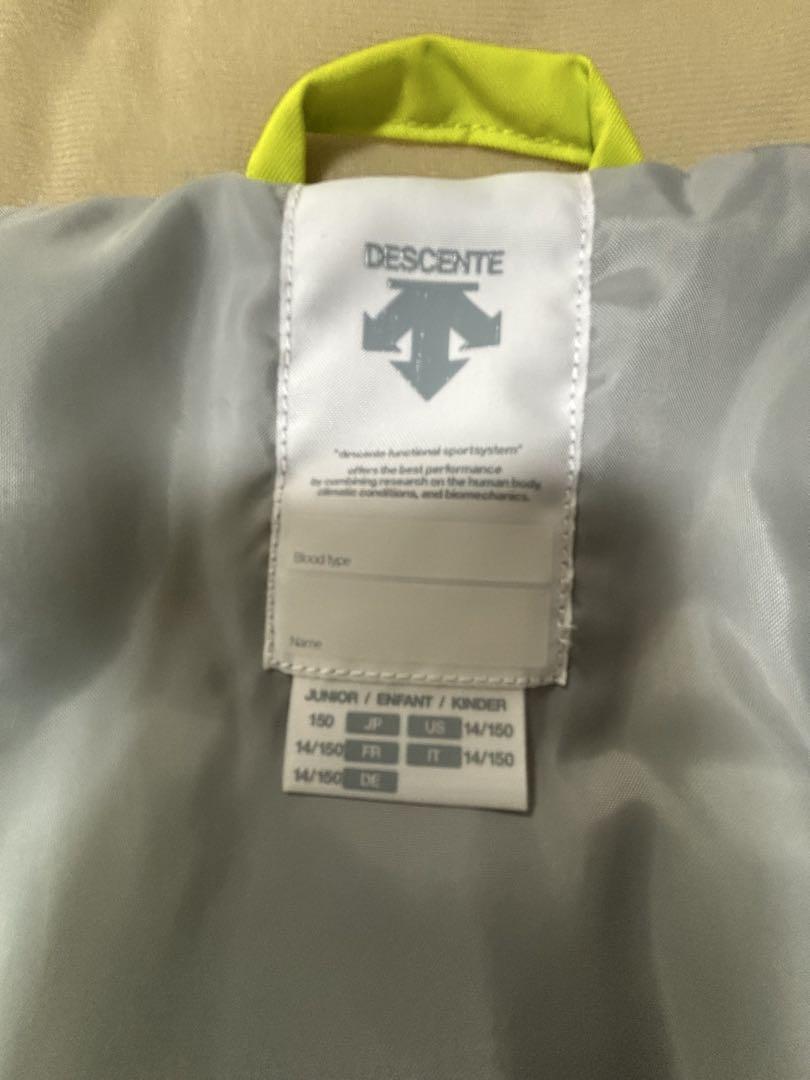 DESCENTE
"descente functional sportsystem"
offers the best performance
by combining research on the human body,
climatic conditions, and biomechanics.
Blood type
Name
JUNIOR / ENFANT / KINDER
150 JP US 14/150
14/150 FR IT 14/150
14/150 DE